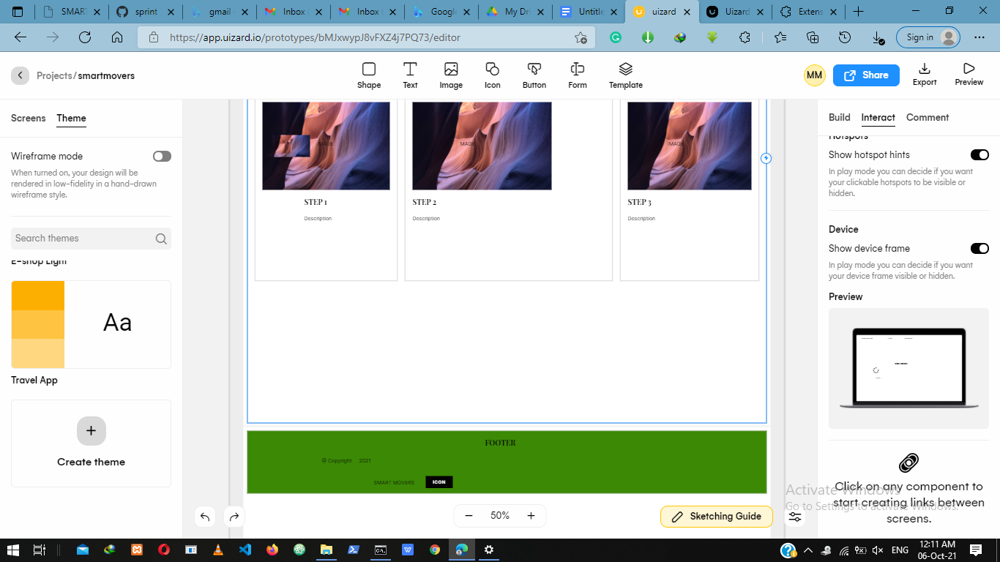 SMART
sprint
gmail -
Inbox (
Inbox (
Google
My Dri
Untitle
uizard
Uizard
Extens
https://app.uizard.io/prototypes/bMJxwypJ8vFXZ4j7PQ73/editor
Sign in
Projects/smartmovers
Shape
Text
Image
Icon
Button
Form
Template
MM
Share
Export
Preview
Screens
Theme
Wireframe mode
When turned on, your design will be
rendered in low-fidelity in a hand-drawn
wireframe style.
Search themes
E-shop Light
Aa
Travel App
Create theme
IMAGE
IMAGE
IMAGE
STEP 1
STEP 2
STEP 3
Description
Description
Description
FOOTER
@ Copyright 2021
SMART MOVERS
ICON
50%
Sketching Guide
Build
Interact
Comment
Hotspots
Show hotspot hints
In play mode you can decide if you want
your clickable hotspots to be visible or
hidden.
Device
Show device frame
In play mode you can decide if you want
your device frame visible or hidden.
Preview
Click on any component to
start creating links between
screens.
Activate Windows
Go to Settings to activate Windows.
ENG
12:11 AM
06-Oct-21